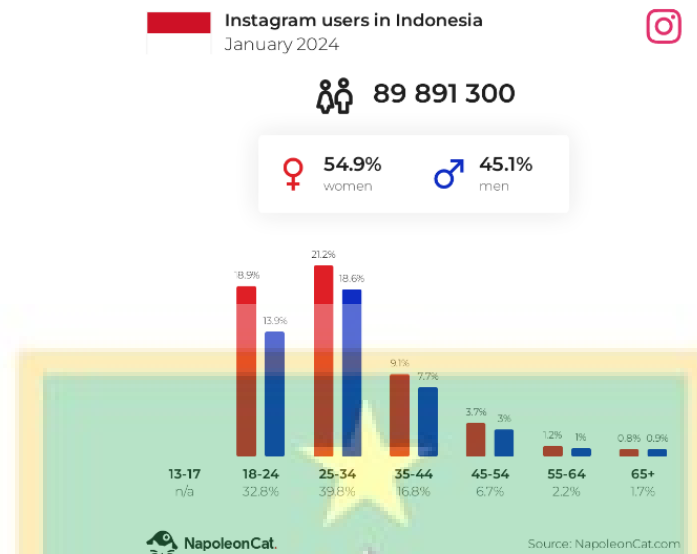 Instagram users in Indonesia
January 2024
89 891 300
54.9% 45.1%
women men
21.2%
18.9% 18.6%
13.9%
9.1%
7.7%
3.7% 3%
1.2% 1% 0.8% 0.9%
13-17 18-24 25-34 35-44 45-54 55-64 65+
n/a 32.8% 39.8% 16.8% 6.7% 2.2% 1.7%
NapoleonCat. Source: NapoleonCat.com